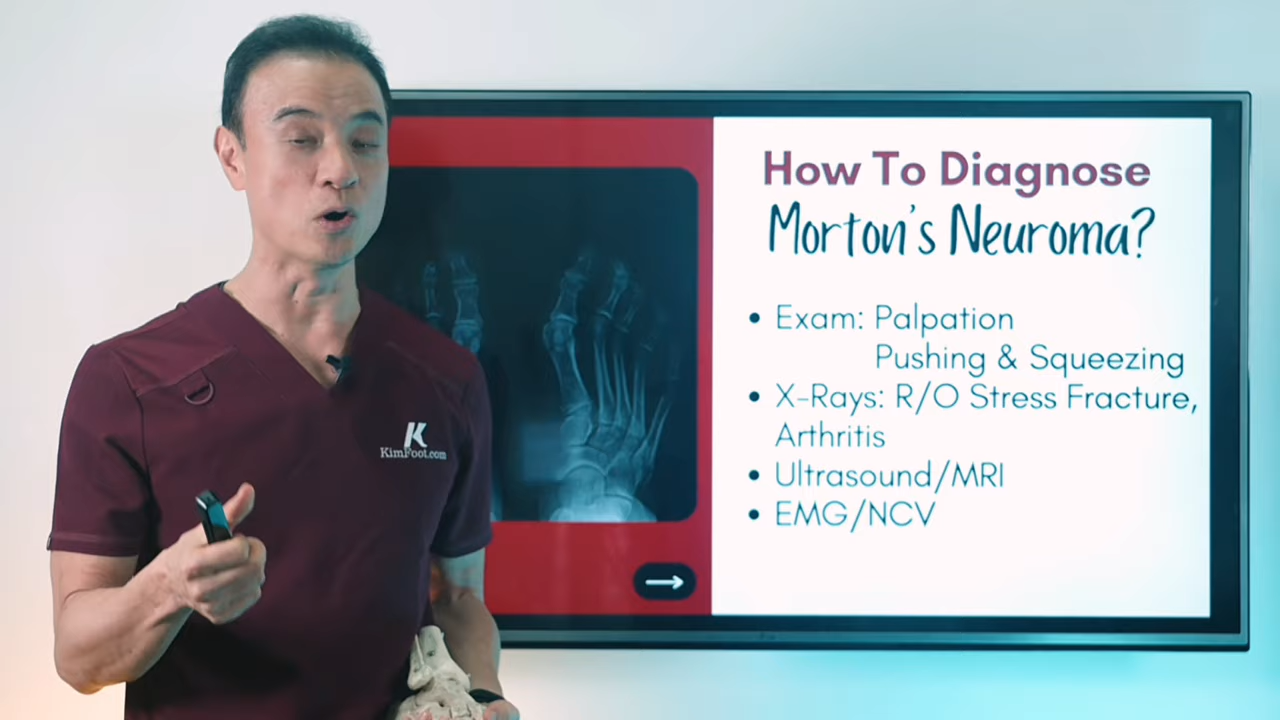 How To Diagnose
Morton's Neuroma?
• Exam: Palpation
Pushing & Squeezing
• X-Rays: R/O Stress Fracture,
Arthritis
• Ultrasound/MRI
• EMG/NCV
K
KimFoot.com